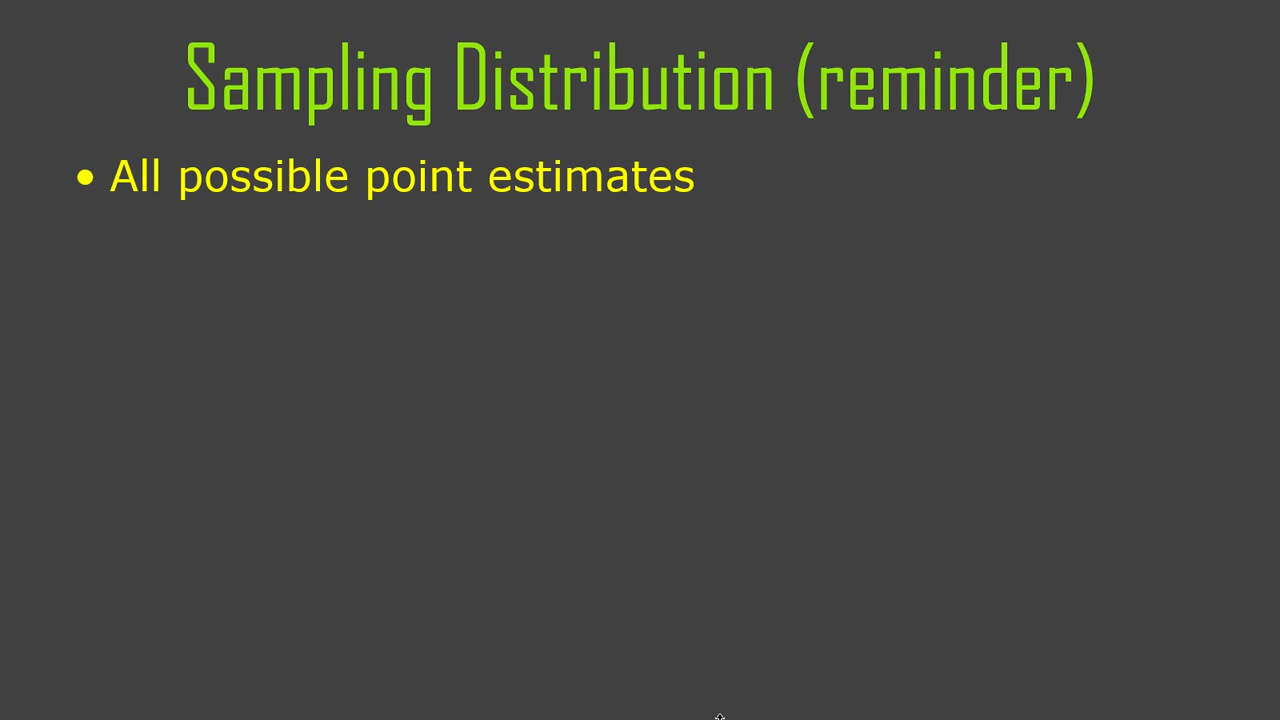 Sampling Distribution (reminder)
• All possible point estimates